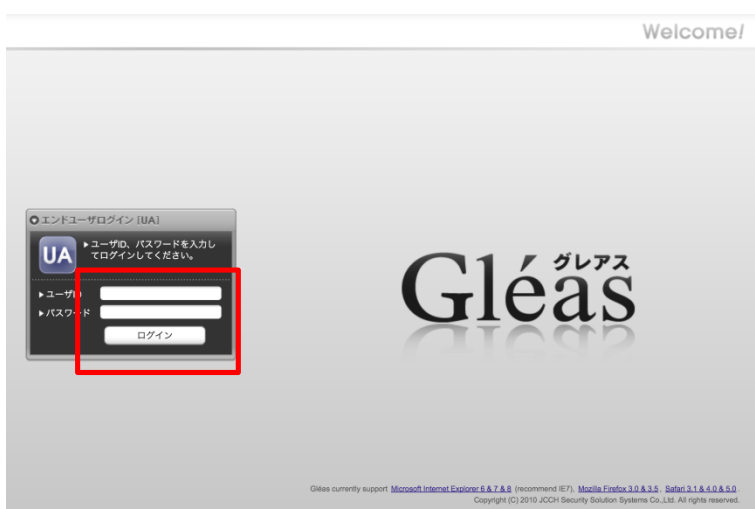 Welcome!
エンドユーザログイン [UA]
UA
▶ユーザID、パスワードを入力し
てログインしてください。
▶ユーザID
▶パスワード
ログイン
グレアス
Gléas
Gléas currently support Microsoft Internet Explorer 6 & 7 & 8 (recommend IE7), Mozilla Firefox 3.0 & 3.5, Safari 3.1 & 4.0 & 5.0.
Copyright (C) 2010 JCCH Security Solution Systems Co.,Ltd. All rights reserved.